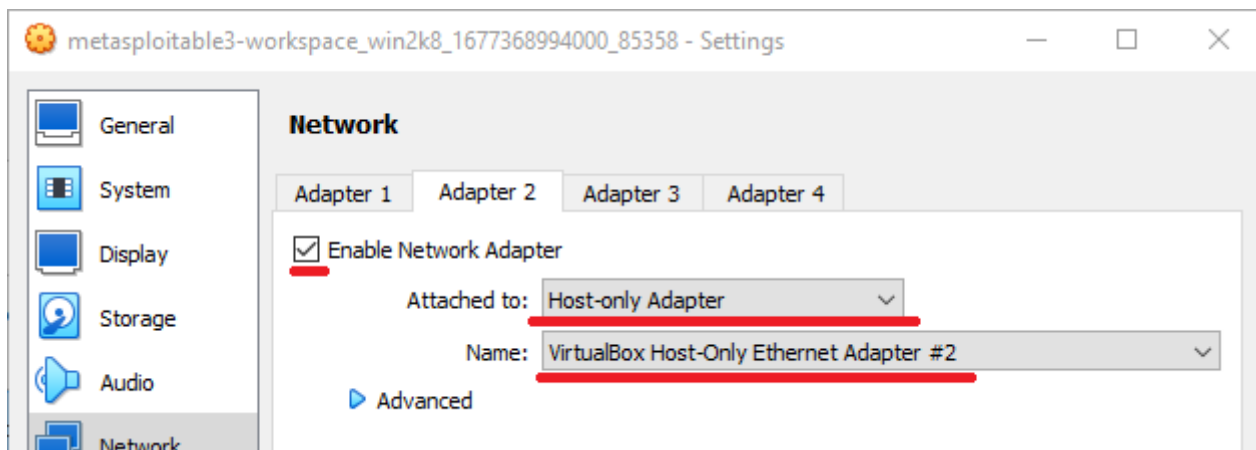 metasploitable3-workspace_win2k8_1677368994000_85358 - Settings
General
System
Display
Storage
Audio
Network
Network
Adapter 1 Adapter 2 Adapter 3 Adapter 4
Enable Network Adapter
Attached to: Host-only Adapter
Name: VirtualBox Host-Only Ethernet Adapter #2
Advanced